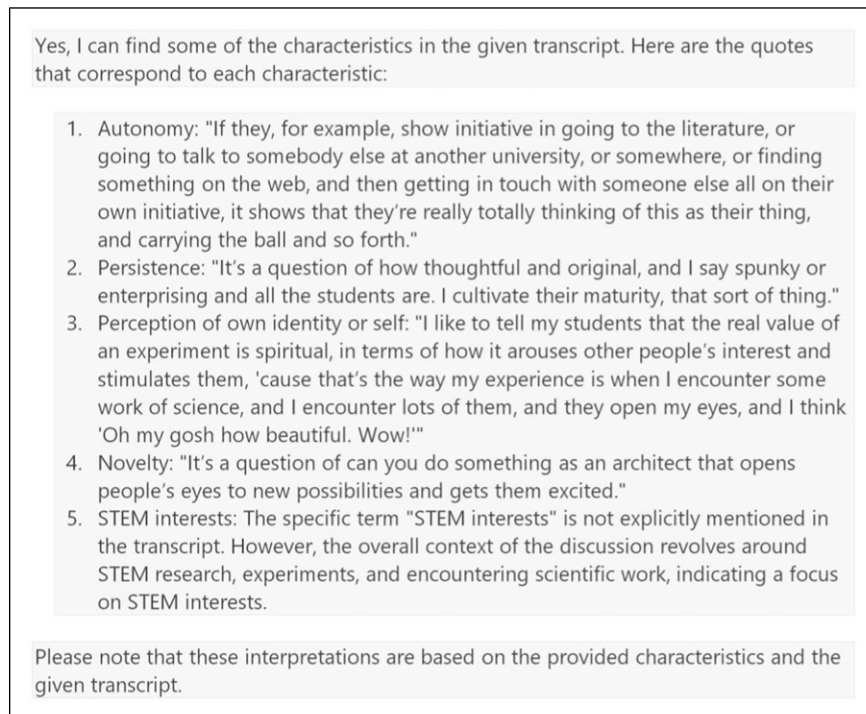 Yes, I can find some of the characteristics in the given transcript. Here are the quotes
that correspond to each characteristic:
1. Autonomy: "If they, for example, show initiative in going to the literature, or
going to talk to somebody else at another university, or somewhere, or finding
something on the web, and then getting in touch with someone else all on their
own initiative, it shows that they're really totally thinking of this as their thing,
and carrying the ball and so forth."
2. Persistence: "It's a question of how thoughtful and original, and I say spunky or
enterprising and all the students are. I cultivate their maturity, that sort of thing."
3. Perception of own identity or self: "I like to tell my students that the real value of
an experiment is spiritual, in terms of how it arouses other people's interest and
stimulates them, 'cause that's the way my experience is when I encounter some
work of science, and I encounter lots of them, and they open my eyes, and I think
'Oh my gosh how beautiful. Wow!'"
4. Novelty: "It's a question of can you do something as an architect that opens
people's eyes to new possibilities and gets them excited."
5. STEM interests: The specific term "STEM interests" is not explicitly mentioned in
the transcript. However, the overall context of the discussion revolves around
STEM research, experiments, and encountering scientific work, indicating a focus
on STEM interests.
Please note that these interpretations are based on the provided characteristics and the
given transcript.